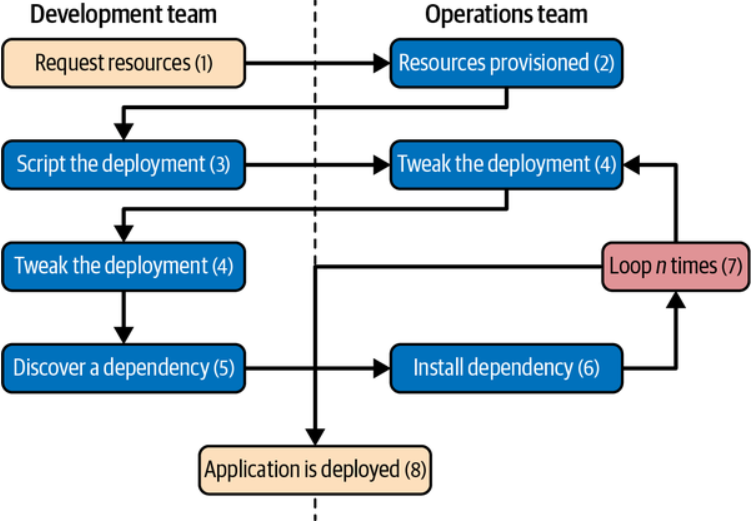 Development team
Operations team
Request resources (1)
Resources provisioned (2)
Script the deployment (3)
Tweak the deployment (4)
Tweak the deployment (4)
Loop n times (7)
Discover a dependency (5)
Install dependency (6)
Application is deployed (8)